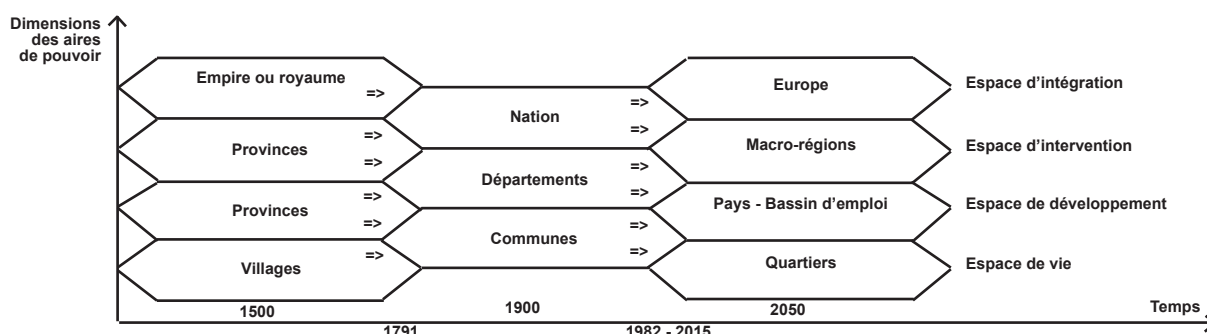 Dimensions
des aires
de pouvoir
Empire ou royaume
=>
=>
Europe
Espace d'intégration
Nation
=>
=>
Provinces
=>
Macro-régions
Espace d'intervention
=>
Départements
=>
=>
Provinces
=>
Pays - Bassin d'emploi
Espace de développement
=>
Communes
=>
=>
Villages
=>
Quartiers
Espace de vie
1500
1900
2050
Temps
1791
1982 - 2015